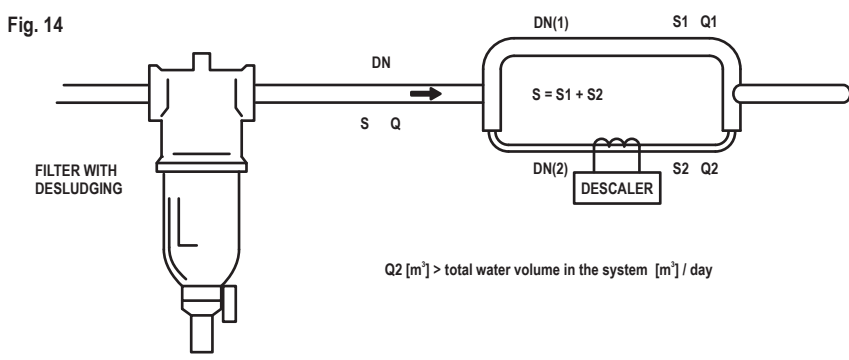 Fig. 14
DN(1) S1 Q1
DN
S = S1 + S2
S Q
FILTER WITH
DESLUDGING
DN(2) S2 Q2
DESCALER
Q2 [m³] > total water volume in the system [m³] / day